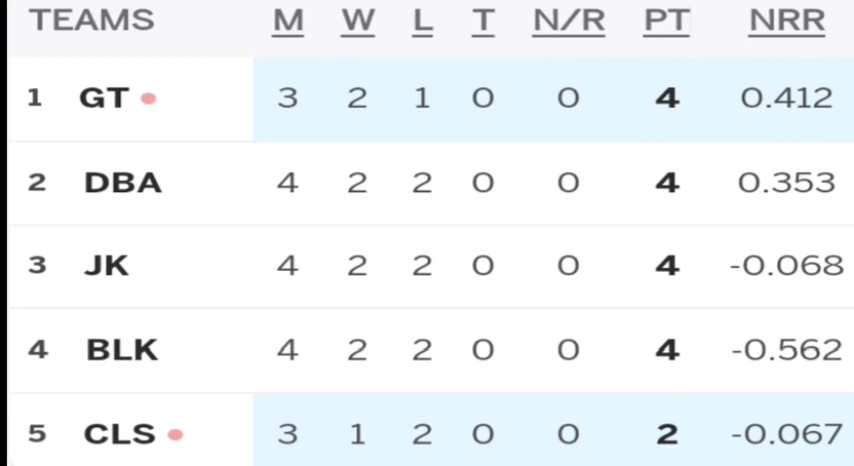 TEAMS M W L T N/R PT NRR
1 GT 3 2 1 0 0 4 0.412
2 DBA 4 2 2 0 0 4 0.353
3 JK 4 2 2 0 0 4 -0.068
4 BLK 4 2 2 0 0 4 -0.562
5 CLS 3 1 2 0 0 2 -0.067